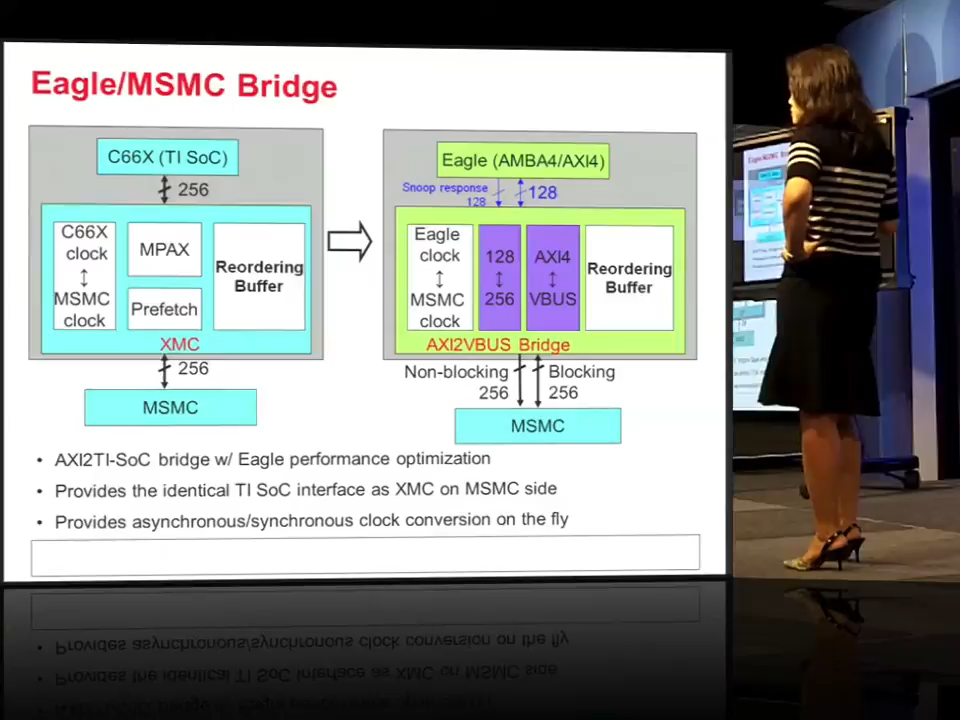 Eagle/MSMC Bridge
C66X (TI SoC)
256
C66X
clock
MSMC
clock
MPAX
Prefetch
Reordering
Buffer
XMC
256
MSMC
Eagle (AMBA4/AXI4)
Snoop response
128
128
Eagle
clock
MSMC
clock
128
256
AXI4
VBUS
Reordering
Buffer
AXI2VBUS Bridge
Non-blocking
256
Blocking
256
MSMC
• AXI2TI-SoC bridge w/ Eagle performance optimization
• Provides the identical TI SoC interface as XMC on MSMC side
• Provides asynchronous/synchronous clock conversion on the fly